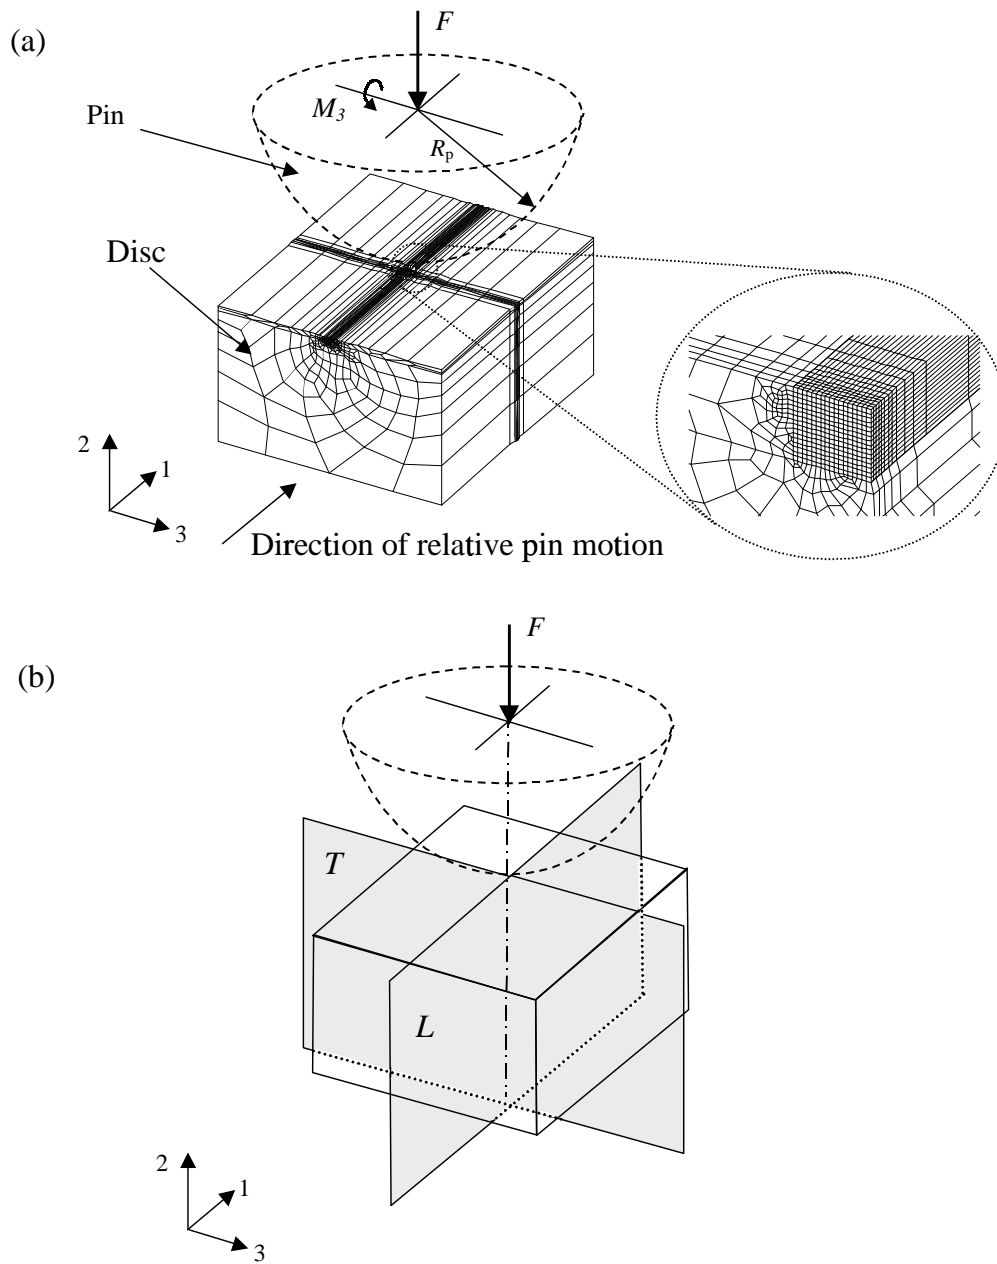 (a)
F
M3
Pin
Rp
Disc
2
1
3
Direction of relative pin motion
F
(b)
T
L
2
1
3